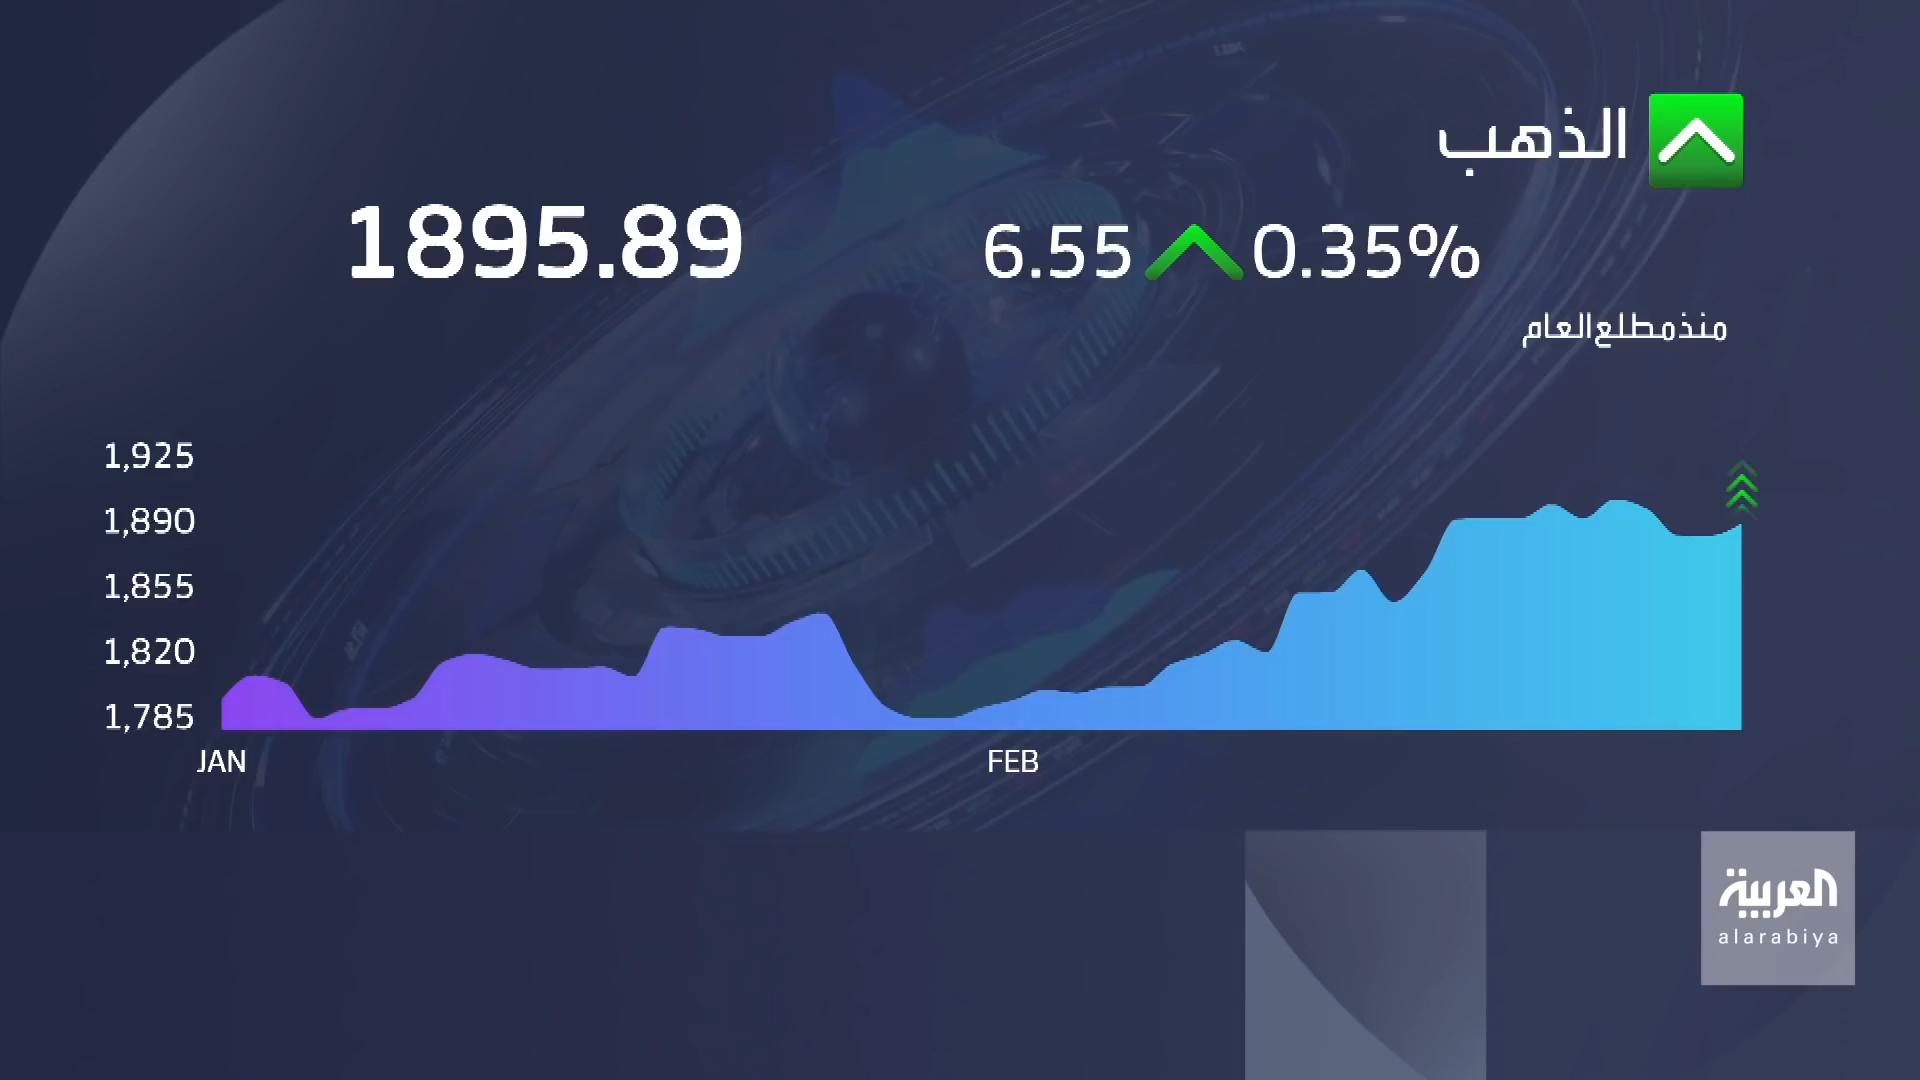 الذهب
1895.89
6.55 0.35%
منذ مطلع العام
1,925
1,890
1,855
1,820
1,785
JAN FEB
العربية
alarabiya